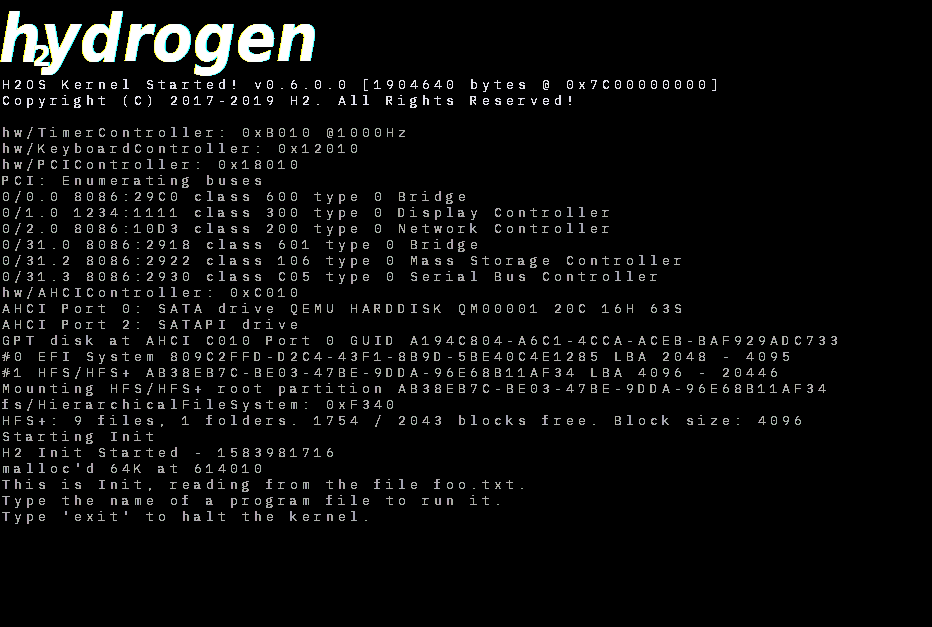 h2ydrogen
H2OS Kernel Started! v0.6.0.0 [1904640 bytes @ 0x7C00000000]
Copyright (C) 2017-2019 H2. All Rights Reserved!
hw/TimerController: 0xB010 @1000Hz
hw/KeyboardController: 0x12010
hw/PCIController: 0x18010
PCI: Enumerating buses
0/0.0 8086:29C0 class 600 type 0 Bridge
0/1.0 1234:1111 class 300 type 0 Display Controller
0/2.0 8086:10D3 class 200 type 0 Network Controller
0/31.0 8086:2918 class 601 type 0 Bridge
0/31.2 8086:2922 class 106 type 0 Mass Storage Controller
0/31.3 8086:2930 class C05 type 0 Serial Bus Controller
hw/AHCIController: 0xC010
AHCI Port 0: SATA drive QEMU HARDDISK QM00001 20C 16H 63S
AHCI Port 2: SATAPI drive
GPT disk at AHCI C010 Port 0 GUID A194C804-A6C1-4CCA-ACEB-BAF929ADC733
#0 EFI System 809C2FFD-D2C4-43F1-8B9D-5BE40C4E1285 LBA 2048 - 4095
#1 HFS/HFS+ AB38EB7C-BE03-47BE-9DDA-96E68B11AF34 LBA 4096 - 20446
Mounting HFS/HFS+ root partition AB38EB7C-BE03-47BE-9DDA-96E68B11AF34
fs/HierarchicalFileSystem: 0xF340
HFS+: 9 files, 1 folders. 1754 / 2043 blocks free. Block size: 4096
Starting Init
H2 Init Started - 1583981716
malloc'd 64K at 614010
This is Init, reading from the file foo.txt.
Type the name of a program file to run it.
Type 'exit' to halt the kernel.